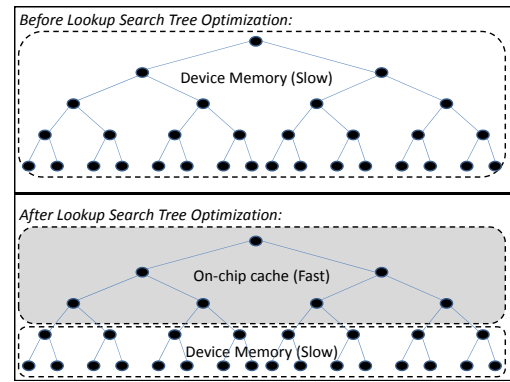 Before Lookup Search Tree Optimization:
Device Memory (Slow)
After Lookup Search Tree Optimization:
On-chip cache (Fast)
Device Memory (Slow)